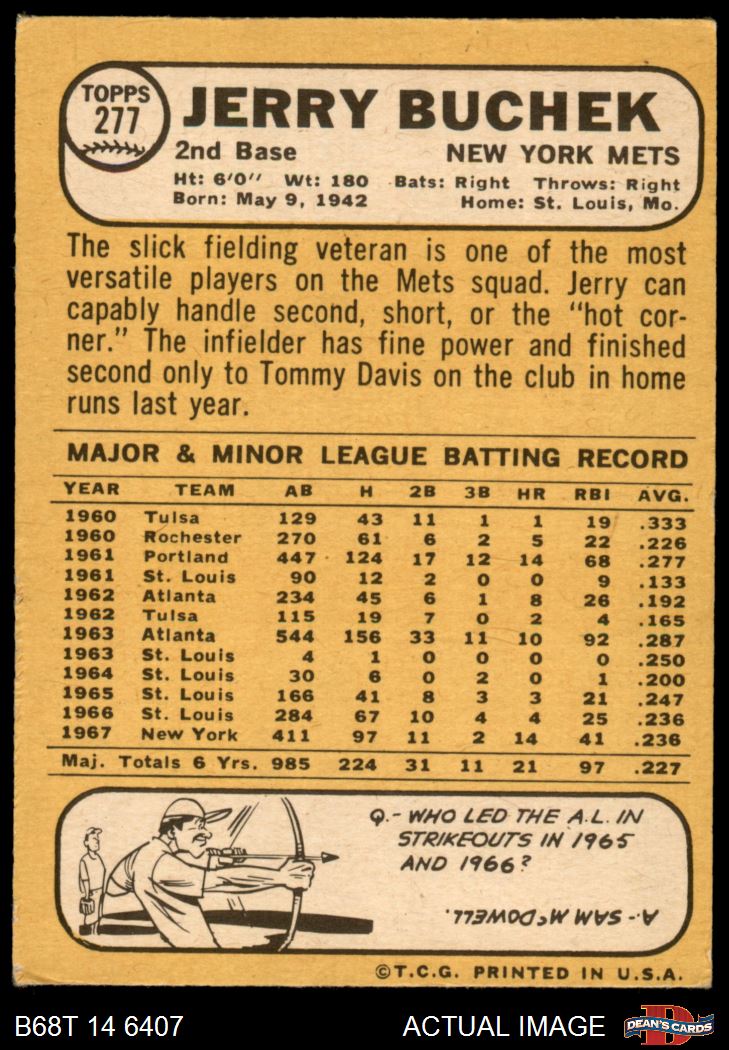 TOPPS
277
JERRY BUCHEK
2nd Base NEW YORK METS
Ht: 6'0" Wt: 180 Bats: Right Throws: Right
Born: May 9, 1942 Home: St. Louis, Mo.
The slick fielding veteran is one of the most
versatile players on the Mets squad. Jerry can
capably handle second, short, or the "hot cor-
ner." The infielder has fine power and finished
second only to Tommy Davis on the club in home
runs last year.
MAJOR & MINOR LEAGUE BATTING RECORD
YEAR TEAM AB H 2B 3B HR RBI AVG.
1960 Tulsa 129 43 11 1 1 19 .333
1960 Rochester 270 61 6 2 5 22 .226
1961 Portland 447 124 17 12 14 68 .277
1961 St. Louis 90 12 2 0 0 9 .133
1962 Atlanta 234 45 6 1 8 26 .192
1962 Tulsa 115 19 7 0 2 4 .165
1963 Atlanta 544 156 33 11 10 92 .287
1963 St. Louis 4 1 0 0 0 0 .250
1964 St. Louis 30 6 0 2 0 1 .200
1965 St. Louis 166 41 8 3 3 21 .247
1966 St. Louis 284 67 10 4 4 25 .236
1967 New York 411 97 11 2 14 41 .236
Maj. Totals 6 Yrs. 985 224 31 11 21 97 .227
Q.- WHO LED THE A.L. IN
STRIKEOUTS IN 1965
AND 1966?
A.- SAM McDOWELL.
©T.C.G. PRINTED IN U.S.A.
B68T 14 6407 ACTUAL IMAGE
D
DEAN'S CARDS